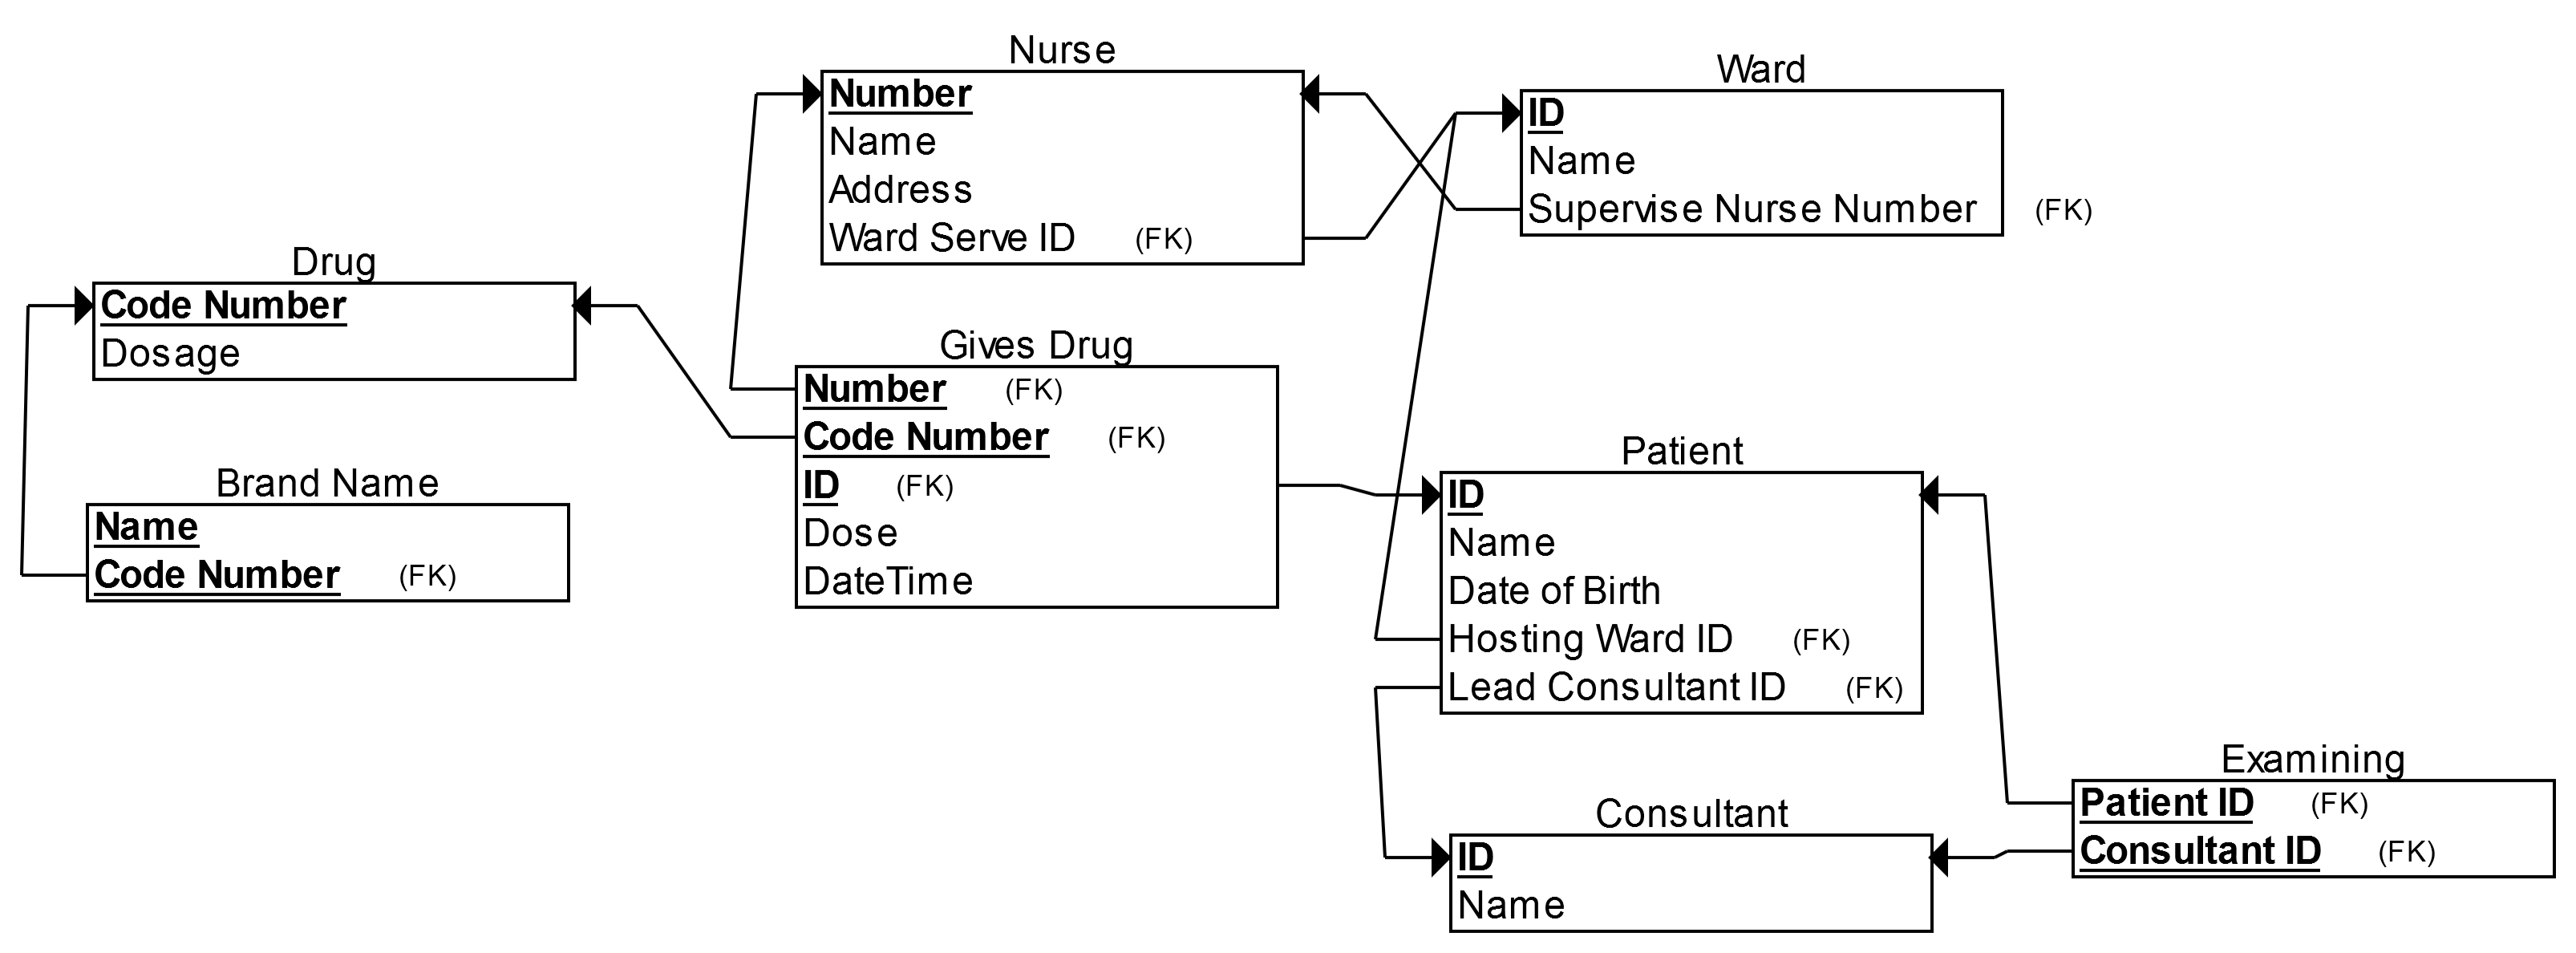 Nurse
Number
Name
Address
Ward Serve ID (FK)
Ward
ID
Name
Supervise Nurse Number (FK)
Drug
Code Number
Dosage
Gives Drug
Number (FK)
Code Number (FK)
ID (FK)
Dose
DateTime
Brand Name
Name
Code Number (FK)
Patient
ID
Name
Date of Birth
Hosting Ward ID (FK)
Lead Consultant ID (FK)
Examining
Patient ID (FK)
Consultant ID (FK)
Consultant
ID
Name